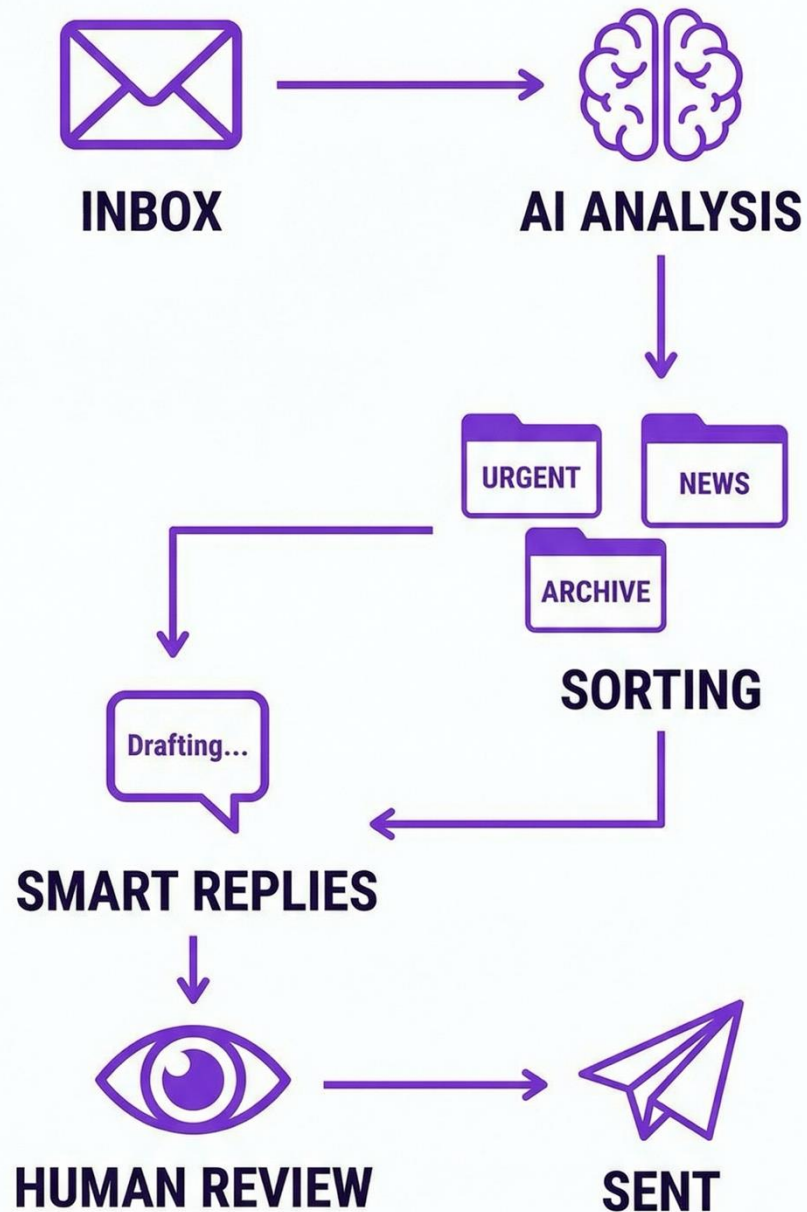 INBOX
AI ANALYSIS
URGENT
NEWS
ARCHIVE
SORTING
Drafting...
SMART REPLIES
HUMAN REVIEW
SENT